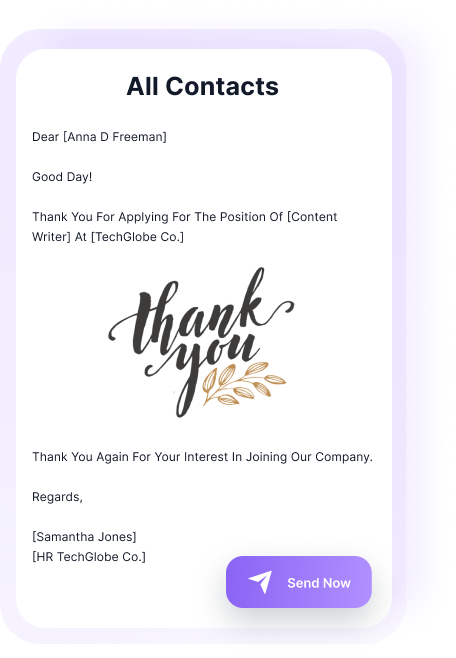 All Contacts
Dear [Anna D Freeman]
Good Day!
Thank You For Applying For The Position Of [Content
Writer] At [TechGlobe Co.]
thank
you
Thank You Again For Your Interest In Joining Our Company.
Regards,
[Samantha Jones]
[HR TechGlobe Co.]
Send Now